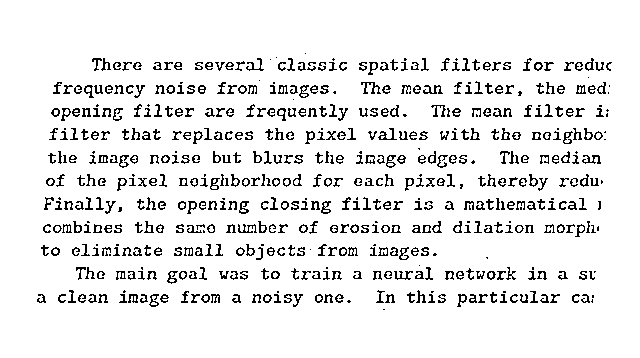 There are several classic spatial filters for reduc
frequency noise from images. The mean filter, the med
opening filter are frequently used. The mean filter i
filter that replaces the pixel values with the neighbo
the image noise but blurs the image edges. The median
of the pixel neighborhood for each pixel, thereby redu
Finally, the opening closing filter is a mathematical
combines the same number of erosion and dilation morph
to eliminate small objects from images.
The main goal was to train a neural network in a su
a clean image from a noisy one. In this particular ca